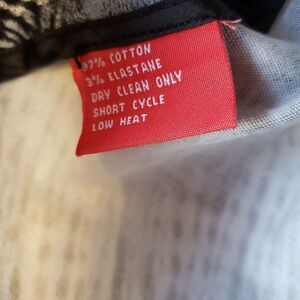 97% COTTON
3% ELASTANE
DRY CLEAN ONLY
SHORT CYCLE
LOW HEAT